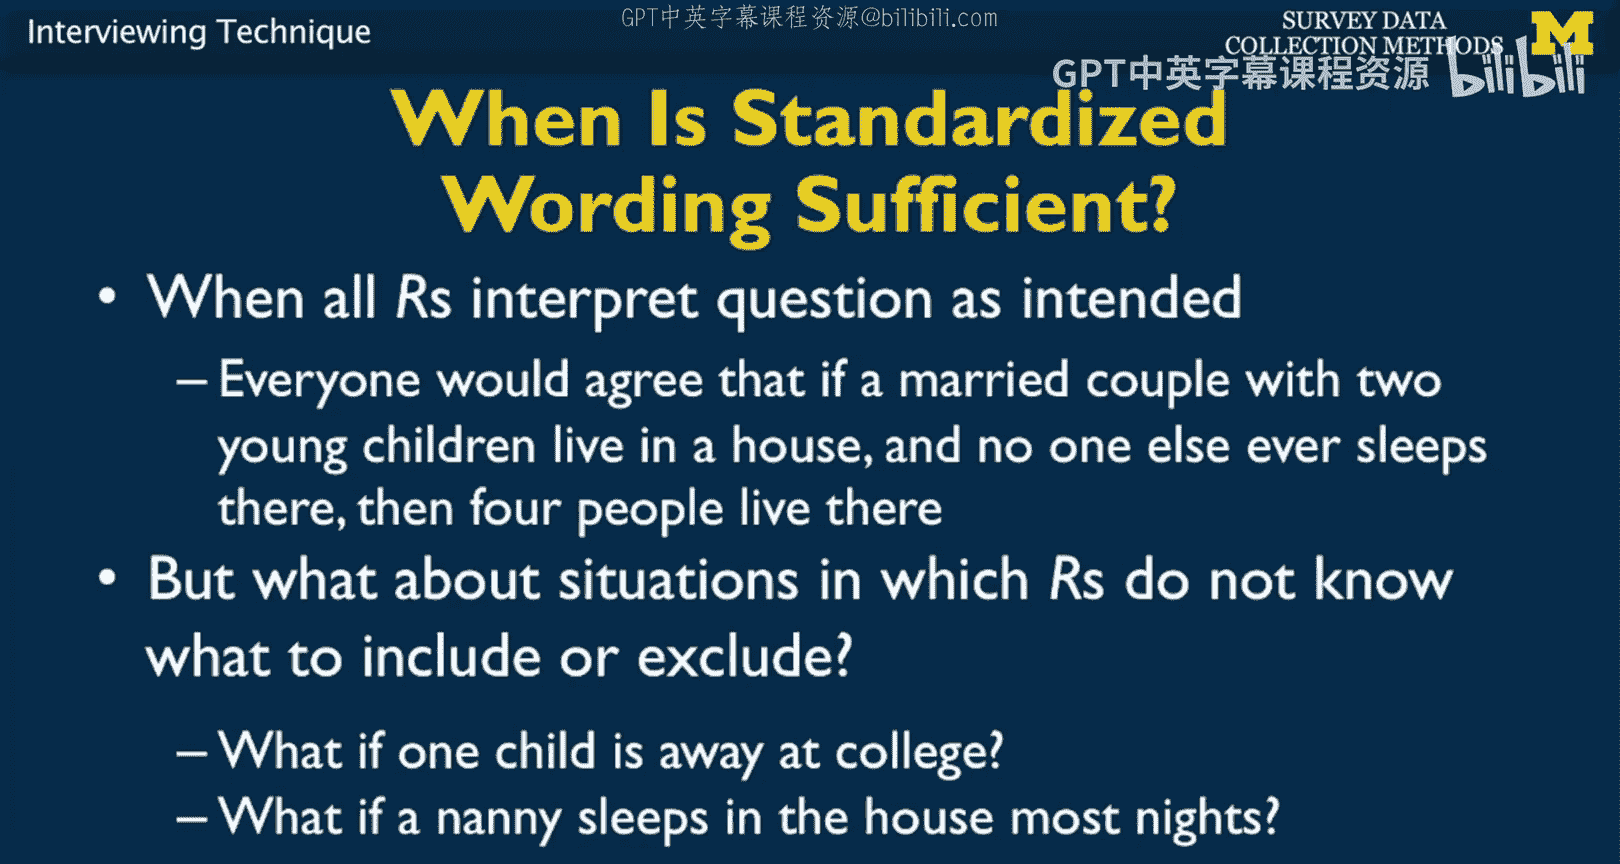 Interviewing Technique
GPT中英字幕课程资源@bilibili.com
SURVEY DATA
COLLECTION METHODS
M
GPT中英字幕课程资源 bilibili
When Is Standardized
Wording Sufficient?
• When all Rs interpret question as intended
– Everyone would agree that if a married couple with two
young children live in a house, and no one else ever sleeps
there, then four people live there
• But what about situations in which Rs do not know
what to include or exclude?
– What if one child is away at college?
– What if a nanny sleeps in the house most nights?